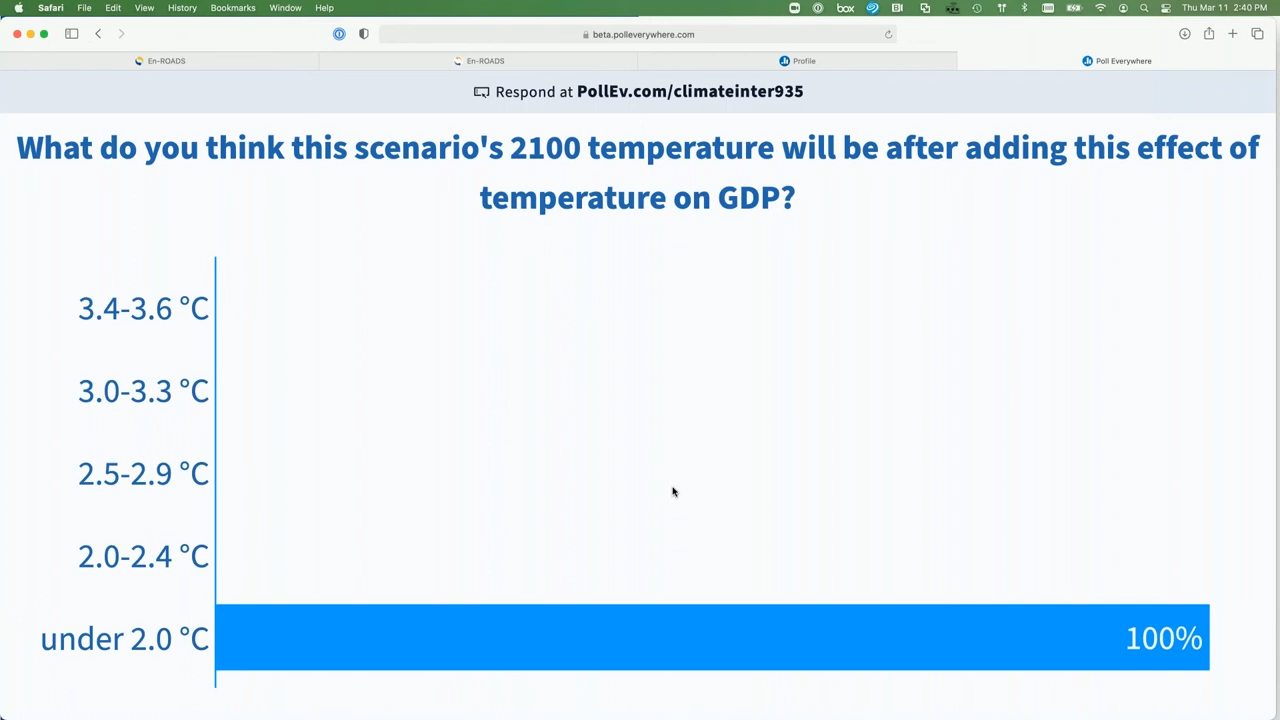 Safari File Edit View History Bookmarks Window Help box Thu Mar 11 2:40 PM
beta.polleverywhere.com
En-ROADS En-ROADS Profile Poll Everywhere
Respond at PollEv.com/climateinter935
What do you think this scenario's 2100 temperature will be after adding this effect of
temperature on GDP?
3.4-3.6 °C
3.0-3.3 °C
2.5-2.9 °C
2.0-2.4 °C
under 2.0 °C 100%